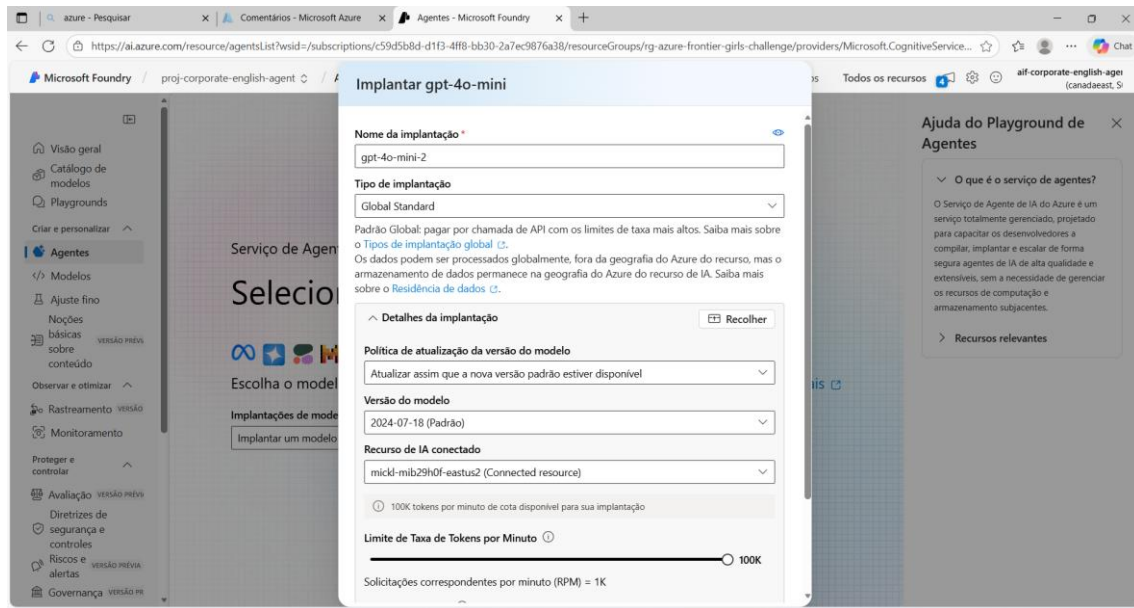 azure - Pesquisar
Comentários - Microsoft Azure
Agentes - Microsoft Foundry
https://ai.azure.com/resource/agentsList?wsid=/subscriptions/c59d5b8d-d1f3-4ff8-bb30-2a7ec9876a38/resourceGroups/rg-azure-frontier-girls-challenge/providers/Microsoft.CognitiveService...
Chat
Microsoft Foundry / proj-corporate-english-agent /
Todos os recursos
4
aif-corporate-english-agen
(canadaeast,
Visão geral
Catálogo de
modelos
Playgrounds
Criar e personalizar
Agentes
Modelos
Ajuste fino
Noções
básicas
sobre
conteúdo
VERSÃO PRÉVI
Observar e otimizar
Rastreamento VERSÃO
Monitoramento
Proteger e
controlar
Avaliação VERSÃO PRÉVI
Diretrizes de
segurança e
controles
Riscos e
alertas
VERSÃO PRÉVIA
Governança VERSÃO PR
Serviço de Agen
Selecio
Escolha o model
Implantações de mode
Implantar um modelo
Implantar gpt-4o-mini
Nome da implantação *
gpt-4o-mini-2
Tipo de implantação
Global Standard
Padrão Global: pagar por chamada de API com os limites de taxa mais altos. Saiba mais sobre
o Tipos de implantação global.
Os dados podem ser processados globalmente, fora da geografia do Azure do recurso, mas o
armazenamento de dados permanece na geografia do Azure do recurso de IA. Saiba mais
sobre o Residência de dados.
Detalhes da implantação
Recolher
Política de atualização da versão do modelo
Atualizar assim que a nova versão padrão estiver disponível
Versão do modelo
2024-07-18 (Padrão)
Recurso de IA conectado
mickl-mib29h0f-eastus2 (Connected resource)
100K tokens por minuto de cota disponível para sua implantação
Limite de Taxa de Tokens por Minuto
100K
Solicitações correspondentes por minuto (RPM) = 1K
ais
Ajuda do Playground de
Agentes
O que é o serviço de agentes?
O Serviço de Agente de IA do Azure é um
serviço totalmente gerenciado, projetado
para capacitar os desenvolvedores a
compilar, implantar e escalar de forma
segura agentes de IA de alta qualidade e
extensíveis, sem a necessidade de gerenciar
os recursos de computação e
armazenamento subjacentes.
Recursos relevantes